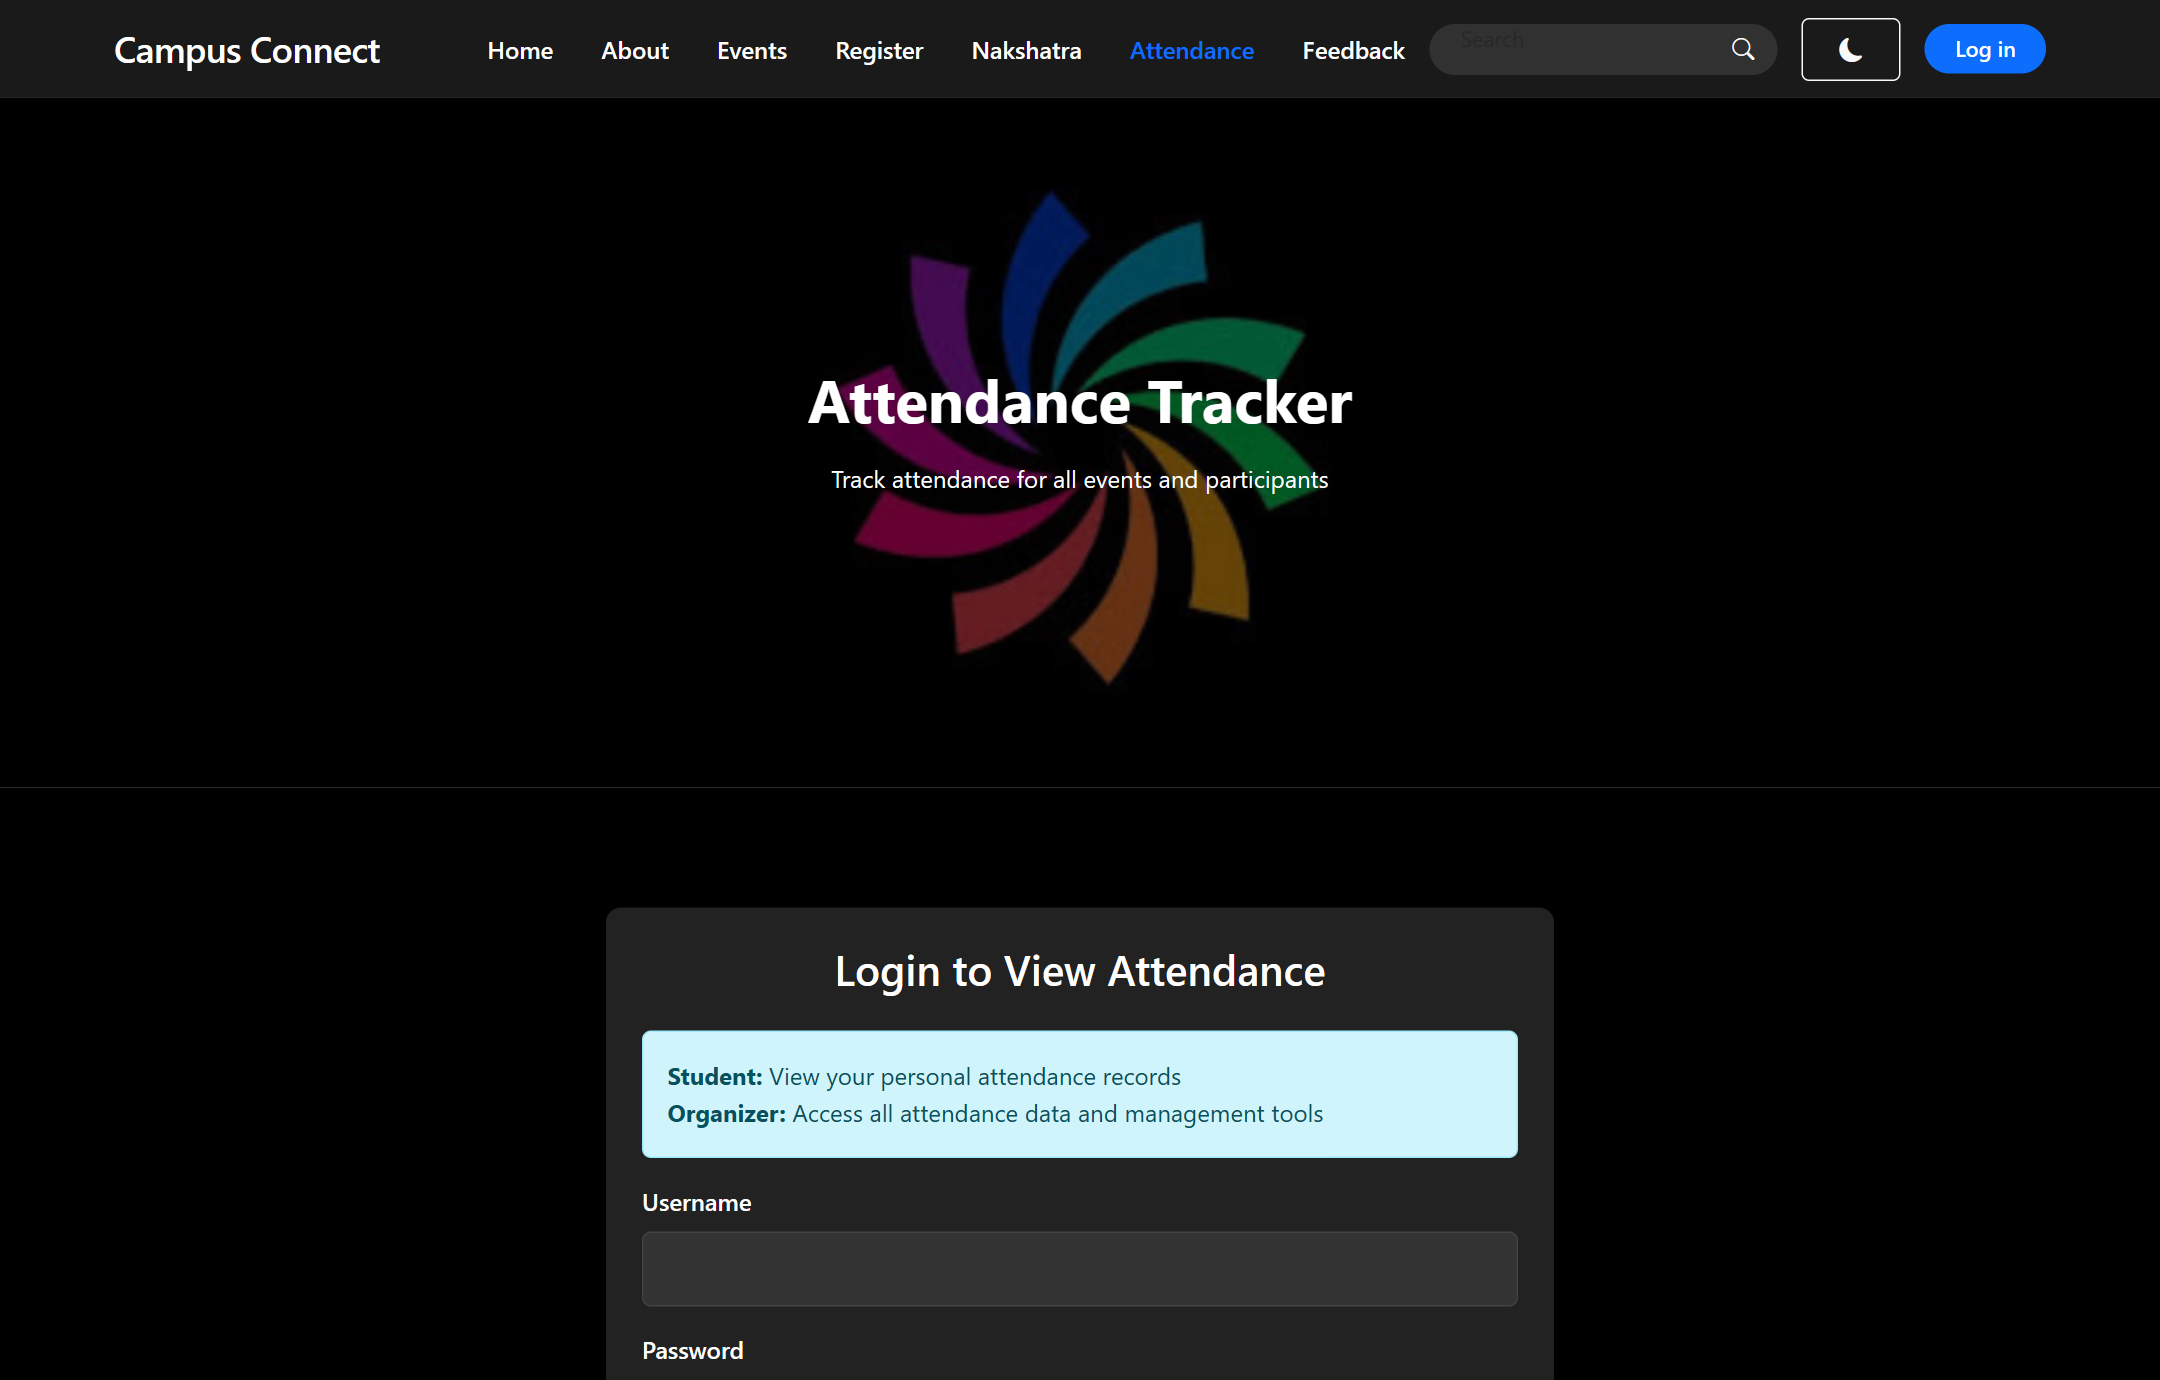 Campus Connect Home About Events Register Nakshatra Attendance Feedback Search Log in
Attendance Tracker
Track attendance for all events and participants
Login to View Attendance
Student: View your personal attendance records
Organizer: Access all attendance data and management tools
Username
Password